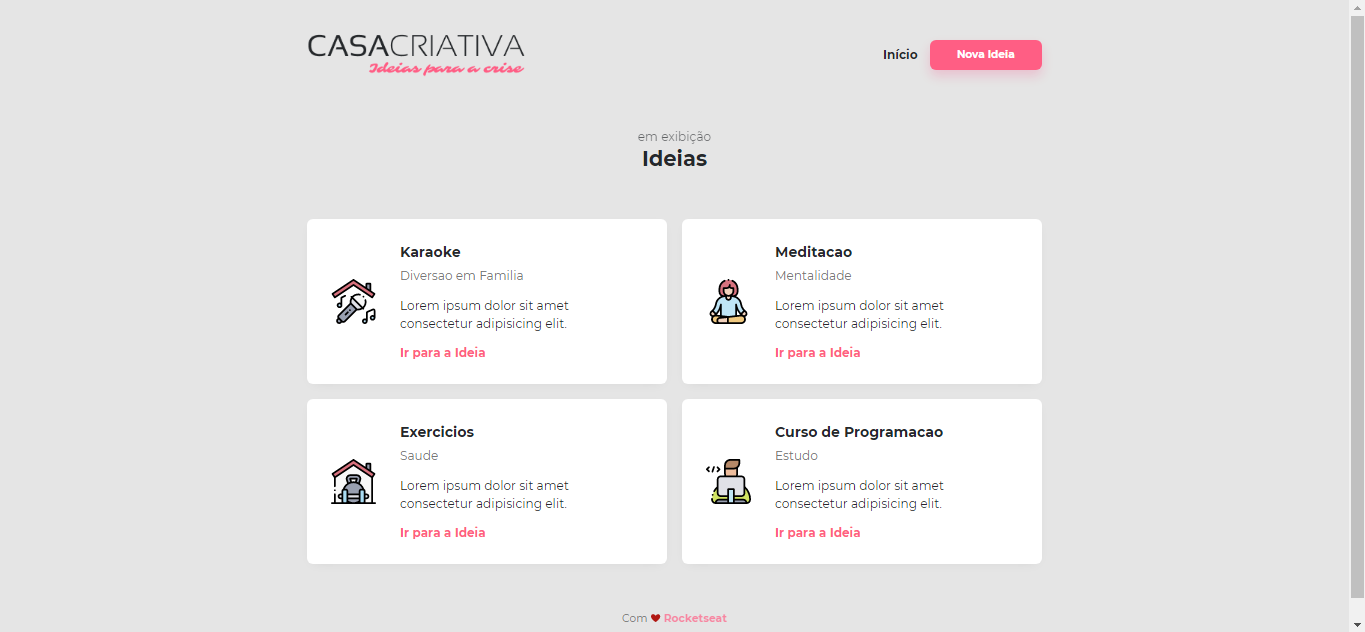 CASACRIATIVA
Ideias para a crise
Início
Nova Ideia
em exibição
Ideias
Karaoke
Diversao em Familia
Lorem ipsum dolor sit amet
consectetur adipisicing elit.
Ir para a Ideia
Meditacao
Mentalidade
Lorem ipsum dolor sit amet
consectetur adipisicing elit.
Ir para a Ideia
Exercicios
Saude
Lorem ipsum dolor sit amet
consectetur adipisicing elit.
Ir para a Ideia
Curso de Programacao
Estudo
Lorem ipsum dolor sit amet
consectetur adipisicing elit.
Ir para a Ideia
Com ❤ Rocketseat